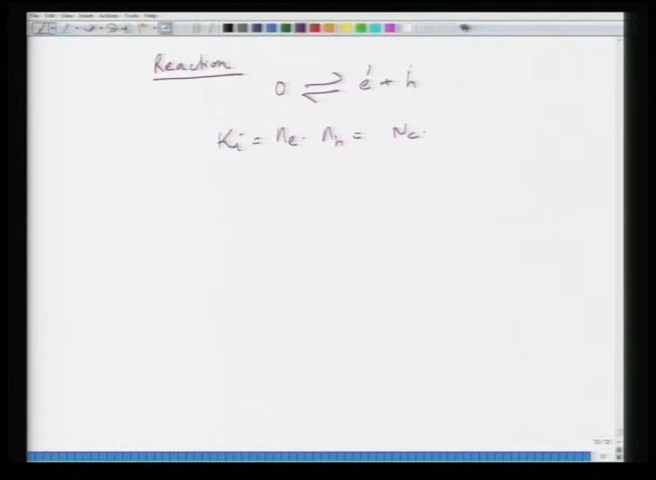 Reaction
0 ⇌ e′ + h˙
Ki = ne · nh = Nc ·